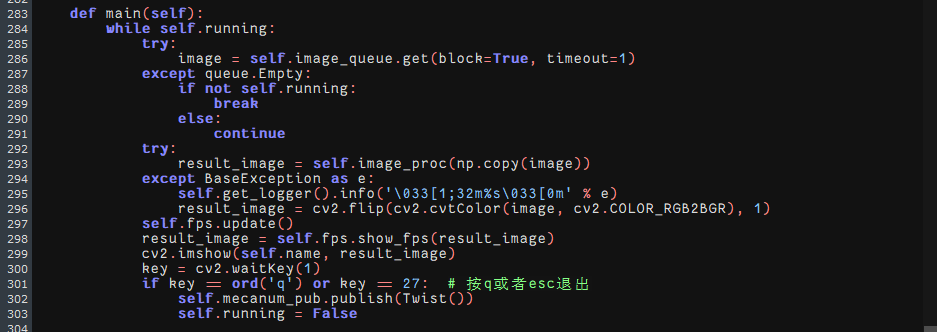 282
283 def main(self):
284 while self.running:
285 try:
286 image = self.image_queue.get(block=True, timeout=1)
287 except queue.Empty:
288 if not self.running:
289 break
290 else:
291 continue
292 try:
293 result_image = self.image_proc(np.copy(image))
294 except BaseException as e:
295 self.get_logger().info('\033[1;32m%s\033[0m' % e)
296 result_image = cv2.flip(cv2.cvtColor(image, cv2.COLOR_RGB2BGR), 1)
297 self.fps.update()
298 result_image = self.fps.show_fps(result_image)
299 cv2.imshow(self.name, result_image)
300 key = cv2.waitKey(1)
301 if key == ord('q') or key == 27:  # 按q或者esc退出
302 self.mecanum_pub.publish(Twist())
303 self.running = False
304